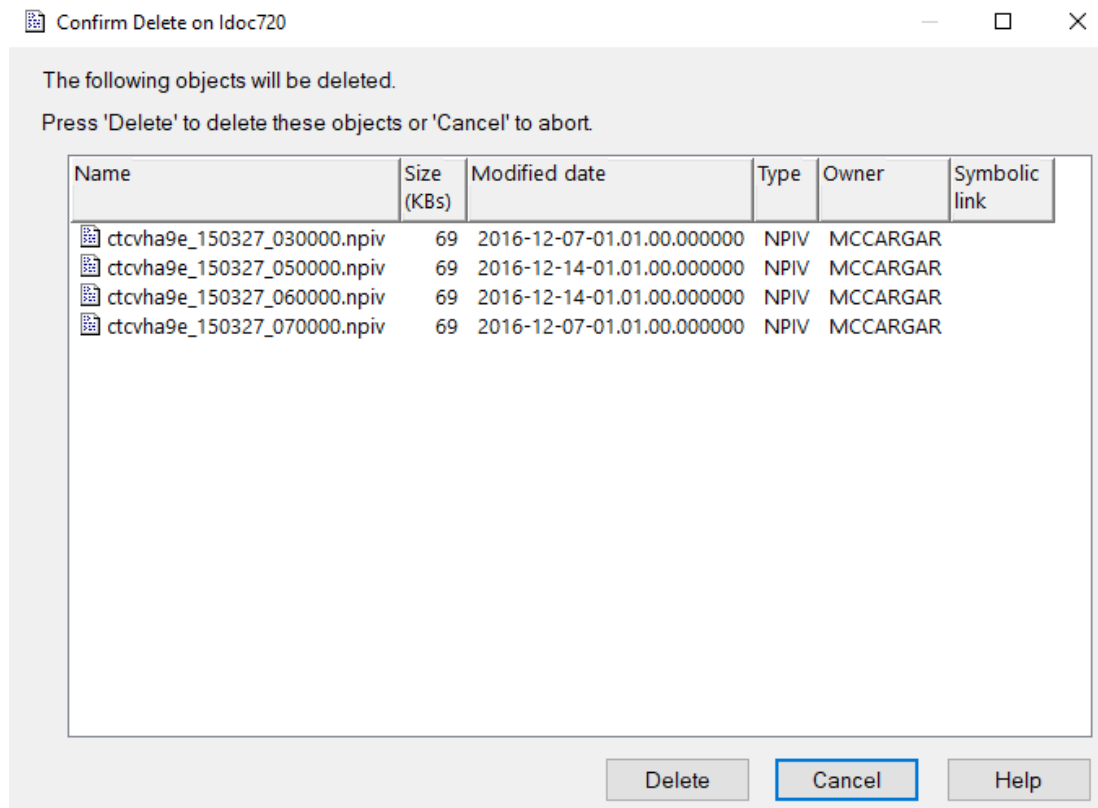 Confirm Delete on Idoc720
The following objects will be deleted.
Press 'Delete' to delete these objects or 'Cancel' to abort.
Name Size (KBs) Modified date Type Owner Symbolic link
ctcvha9e_150327_030000.npiv 69 2016-12-07-01.01.00.000000 NPIV MCCARGAR
ctcvha9e_150327_050000.npiv 69 2016-12-14-01.01.00.000000 NPIV MCCARGAR
ctcvha9e_150327_060000.npiv 69 2016-12-14-01.01.00.000000 NPIV MCCARGAR
ctcvha9e_150327_070000.npiv 69 2016-12-07-01.01.00.000000 NPIV MCCARGAR
Delete Cancel Help